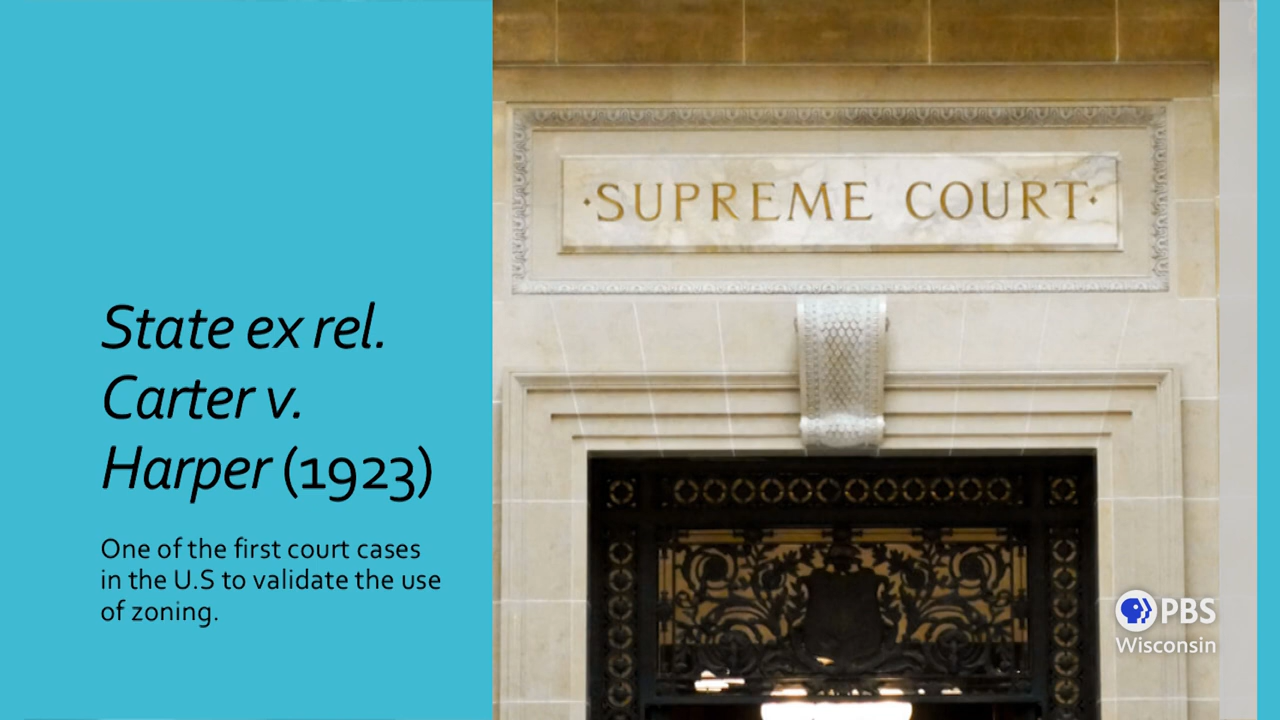 State ex rel.
Carter v.
Harper (1923)
One of the first court cases
in the U.S to validate the use
of zoning.
·SUPREME COURT·
PBS
Wisconsin